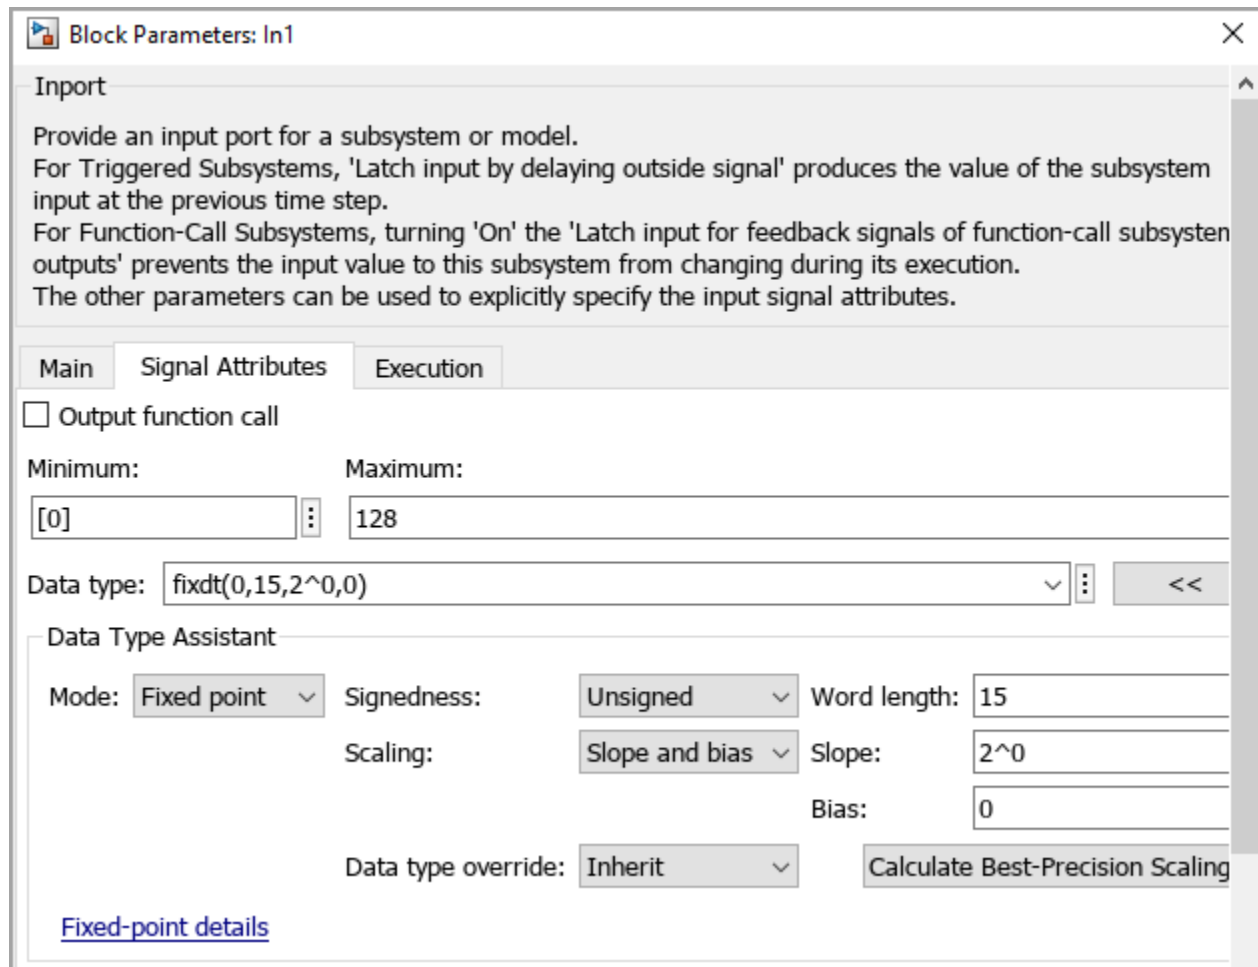 Block Parameters: In1
Inport
Provide an input port for a subsystem or model.
For Triggered Subsystems, 'Latch input by delaying outside signal' produces the value of the subsystem
input at the previous time step.
For Function-Call Subsystems, turning 'On' the 'Latch input for feedback signals of function-call subsystem
outputs' prevents the input value to this subsystem from changing during its execution.
The other parameters can be used to explicitly specify the input signal attributes.
Main Signal Attributes Execution
Output function call
Minimum: Maximum:
[0] 128
Data type: fixdt(0,15,2^0,0) <<
Data Type Assistant
Mode: Fixed point Signedness: Unsigned Word length: 15
Scaling: Slope and bias Slope: 2^0
Bias: 0
Data type override: Inherit Calculate Best-Precision Scaling
Fixed-point details